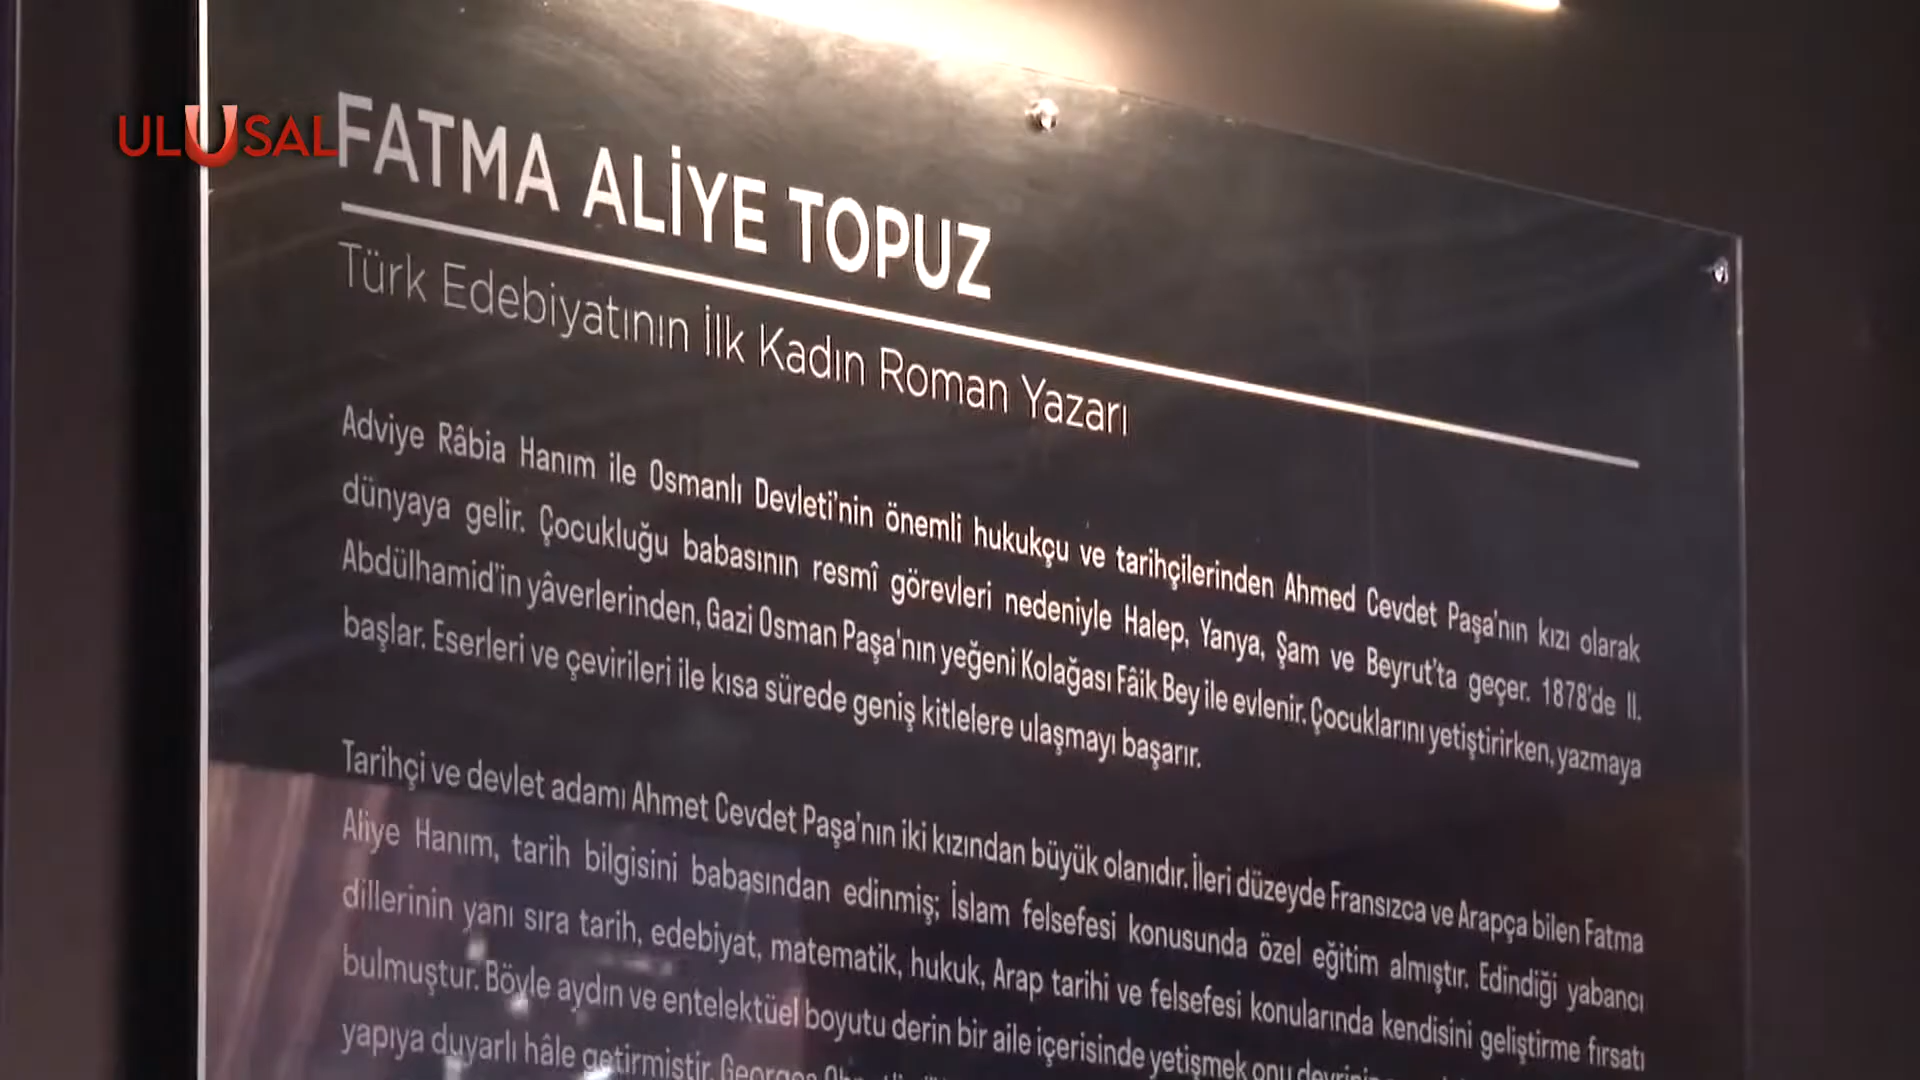 ULUSAL
FATMA ALİYE TOPUZ
Türk Edebiyatının İlk Kadın Roman Yazarı
Adviye Râbia Hanım ile Osmanlı Devleti'nin önemli hukukçu ve tarihçilerinden Ahmed Cevdet Paşa'nın kızı olarak
dünyaya gelir. Çocukluğu babasının resmî görevleri nedeniyle Halep, Yanya, Şam ve Beyrut'ta geçer. 1878'de II.
Abdülhamid'in yâverlerinden, Gazi Osman Paşa'nın yeğeni Kolağası Fâik Bey ile evlenir. Çocuklarını yetiştirirken, yazmaya
başlar. Eserleri ve çevirileri ile kısa sürede geniş kitlelere ulaşmayı başarır.
Tarihçi ve devlet adamı Ahmet Cevdet Paşa'nın iki kızından büyük olanıdır. İleri düzeyde Fransızca ve Arapça bilen Fatma
Aliye Hanım, tarih bilgisini babasından edinmiş; İslam felsefesi konusunda özel eğitim almıştır. Edindiği yabancı
dillerinin yanı sıra tarih, edebiyat, matematik, hukuk, Arap tarihi ve felsefesi konularında kendisini geliştirme fırsatı
bulmuştur. Böyle aydın ve entelektüel boyutu derin bir aile içerisinde yetişmek onu
yapıya duyarlı hâle getirmiştir. Georges